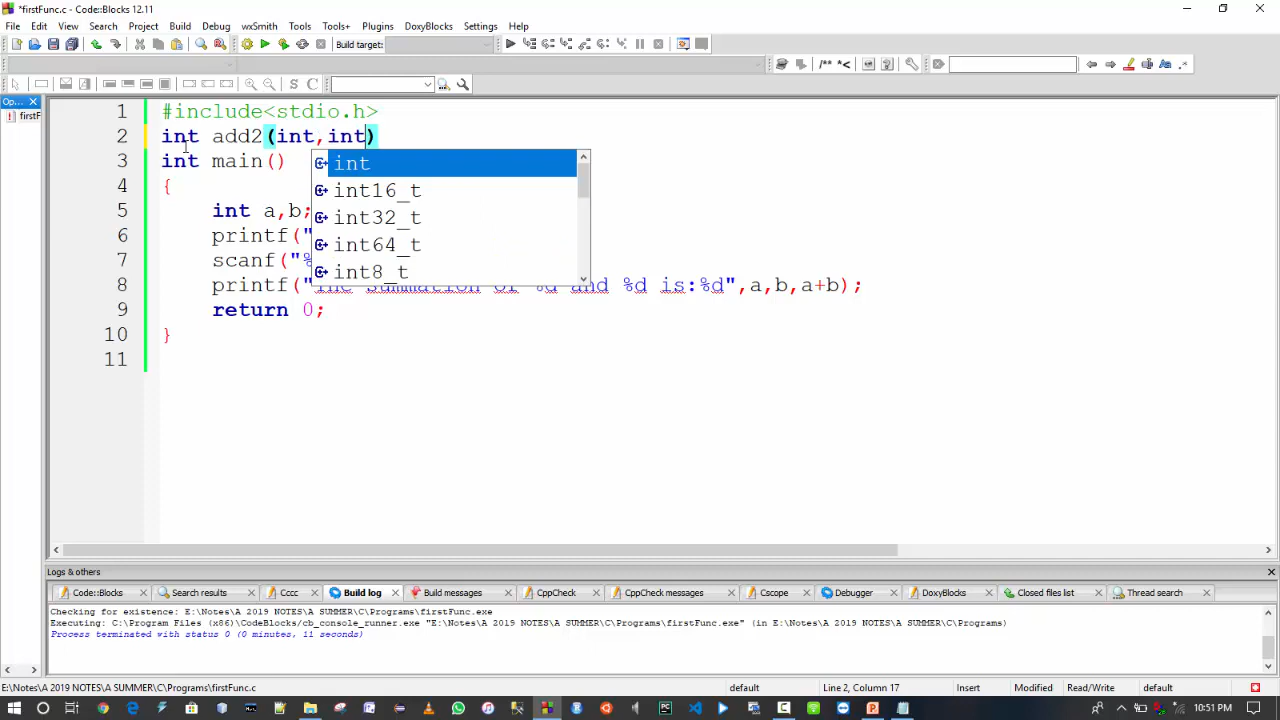 *firstFunc.c - Code::Blocks 12.11
File Edit View Search Project Build Debug wxSmith Tools Tools+ Plugins DoxyBlocks Settings Help
Build target:
/** *<
S C
Aa .*
Op...
firstF
1 #include<stdio.h>
2 int add2(int,int)
3 int main()
int
4 {
int16_t
5 int a,b;
int32_t
6 printf("
int64_t
7 scanf("%
int8_t
8 printf("The summation of %d and %d is:%d",a,b,a+b);
9 return 0;
10 }
11
Logs & others
Code::Blocks Search results Cccc Build log Build messages CppCheck CppCheck messages Cscope Debugger DoxyBlocks Closed files list Thread search
Checking for existence: E:\Notes\A 2019 NOTES\A SUMMER\C\Programs\firstFunc.exe
Executing: C:\Program Files (x86)\CodeBlocks/cb_console_runner.exe "E:\Notes\A 2019 NOTES\A SUMMER\C\Programs\firstFunc.exe" (in E:\Notes\A 2019 NOTES\A SUMMER\C\Programs)
Process terminated with status 0 (0 minutes, 11 seconds)
E:\Notes\A 2019 NOTES\A SUMMER\C\Programs\firstFunc.c default Line 2, Column 17 Insert Modified Read/Write default
10:51 PM